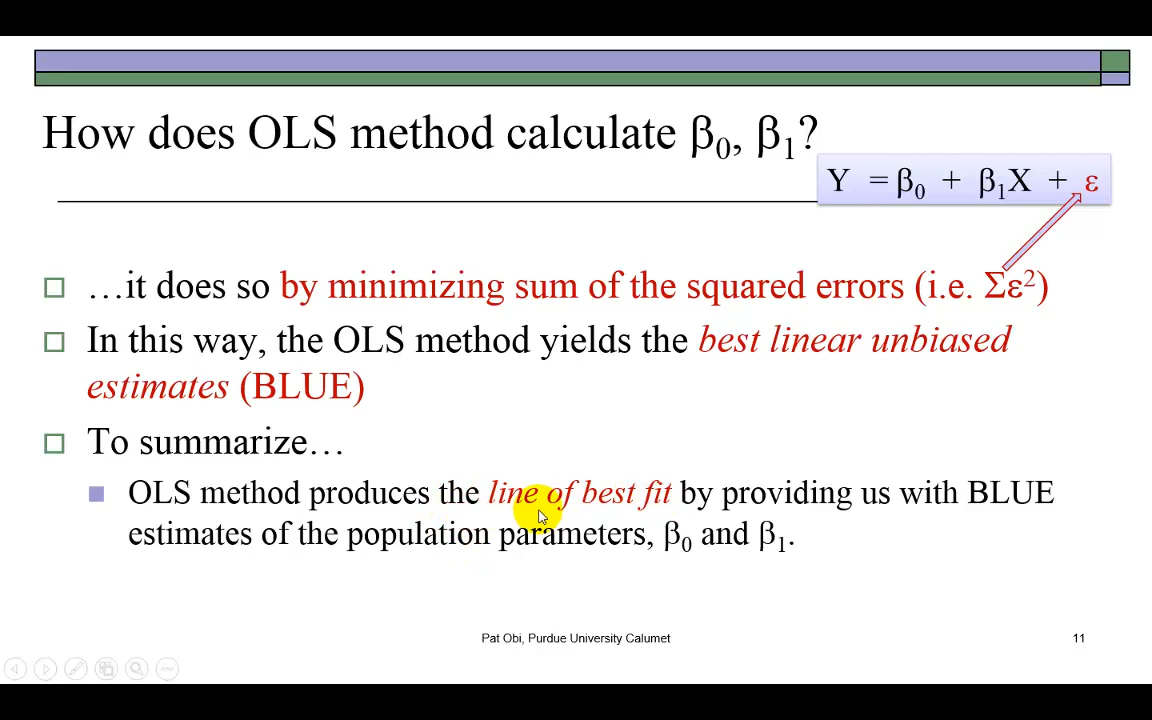 How does OLS method calculate β₀, β₁?
Y = β₀ + β₁X + ε
…it does so by minimizing sum of the squared errors (i.e. Σε²)
In this way, the OLS method yields the best linear unbiased
estimates (BLUE)
To summarize…
OLS method produces the line of best fit by providing us with BLUE
estimates of the population parameters, β₀ and β₁.
Pat Obi, Purdue University Calumet
11